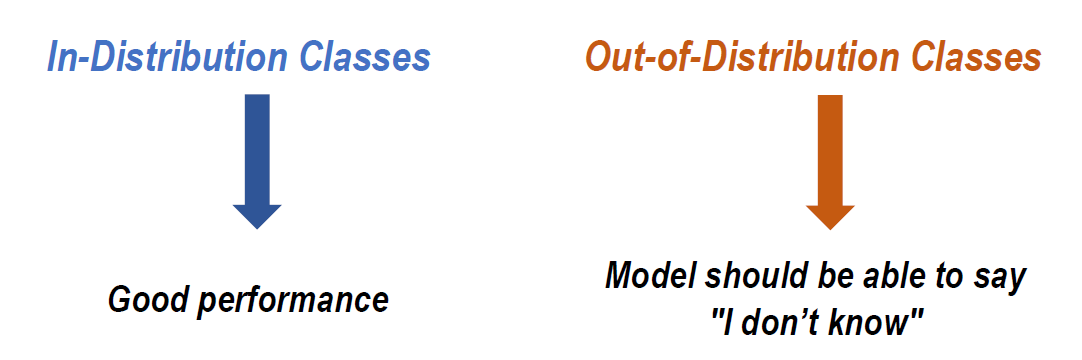 In-Distribution Classes
Out-of-Distribution Classes
Good performance
Model should be able to say
"I don’t know"